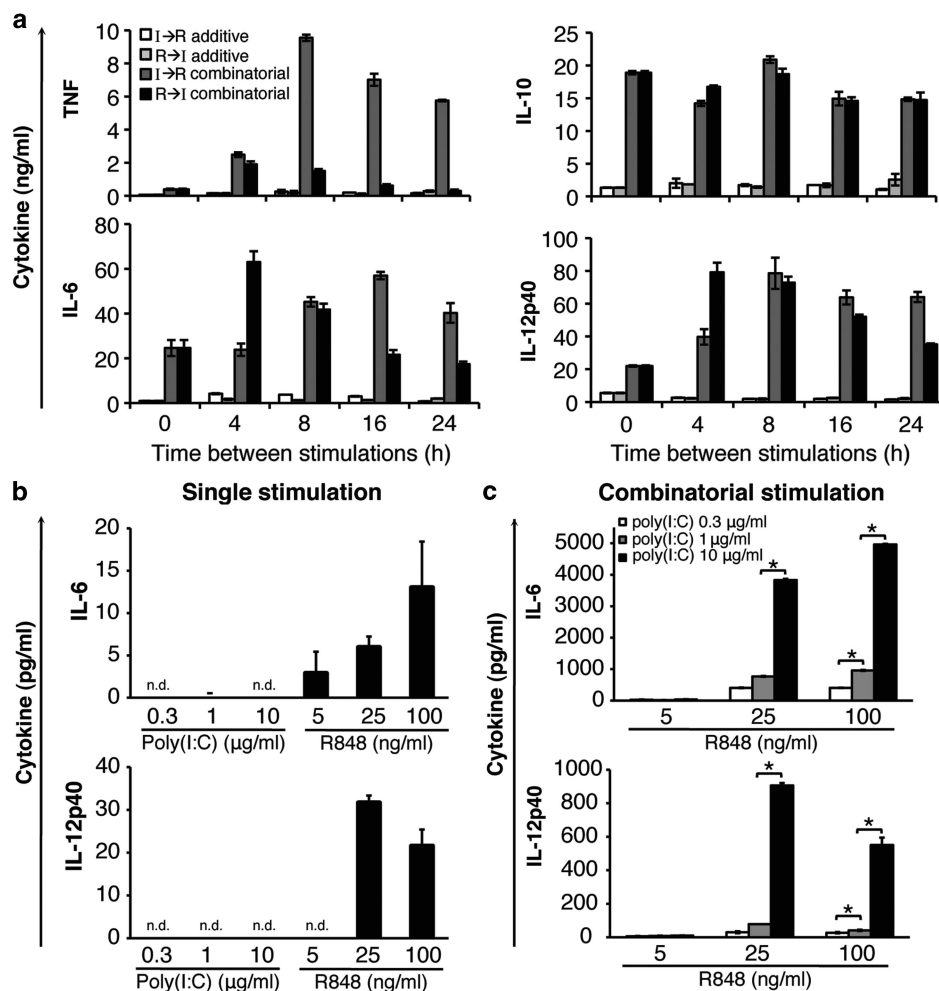 a
Cytokine (ng/ml)
TNF
10
8
6
4
2
0
I→R additive
R→I additive
I→R combinatorial
R→I combinatorial
IL-10
25
20
15
10
5
0
IL-6
60
40
20
0
0 4 8 16 24
Time between stimulations (h)
IL-12p40
100
80
60
40
20
0
0 4 8 16 24
Time between stimulations (h)
b
Single stimulation
Cytokine (pg/ml)
IL-6
20
15
10
5
0
n.d. n.d.
0.3 1 10 5 25 100
Poly(I:C) (µg/ml) R848 (ng/ml)
IL-12p40
40
30
20
10
0
n.d. n.d. n.d. n.d.
0.3 1 10 5 25 100
Poly(I:C) (µg/ml) R848 (ng/ml)
c
Combinatorial stimulation
Cytokine (pg/ml)
IL-6
poly(I:C) 0.3 µg/ml
poly(I:C) 1 µg/ml
poly(I:C) 10 µg/ml
5000
4000
3000
2000
1000
0
* * *
5 25 100
R848 (ng/ml)
IL-12p40
1000
800
600
400
200
0
* * *
5 25 100
R848 (ng/ml)